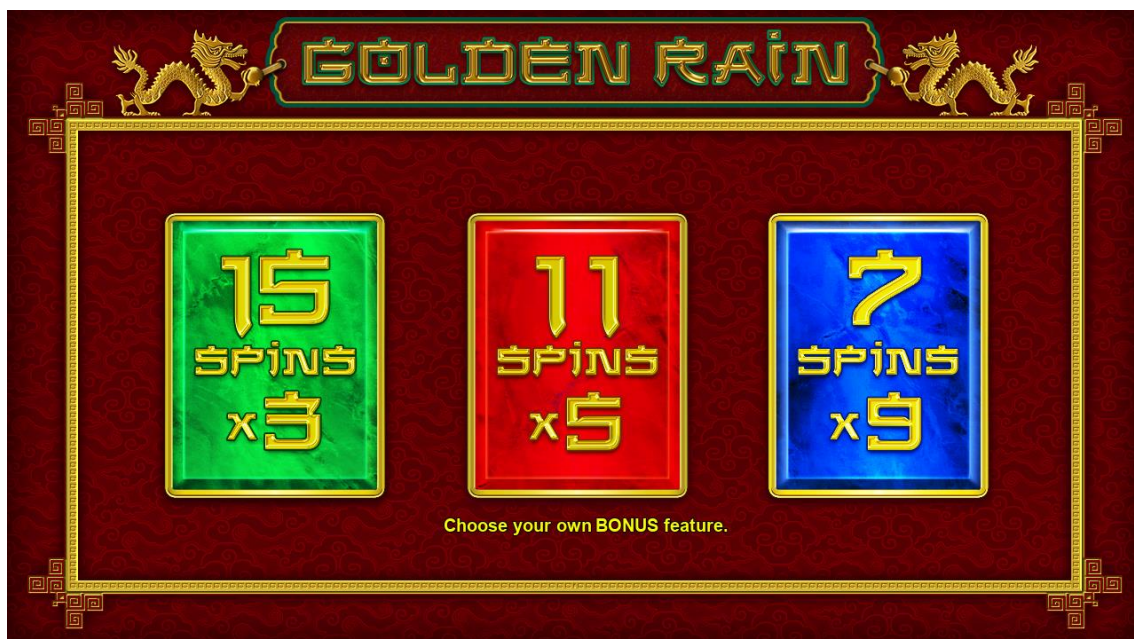 GOLDEN RAIN
15
SPINS
x3
11
SPINS
x5
7
SPINS
x9
Choose your own BONUS feature.